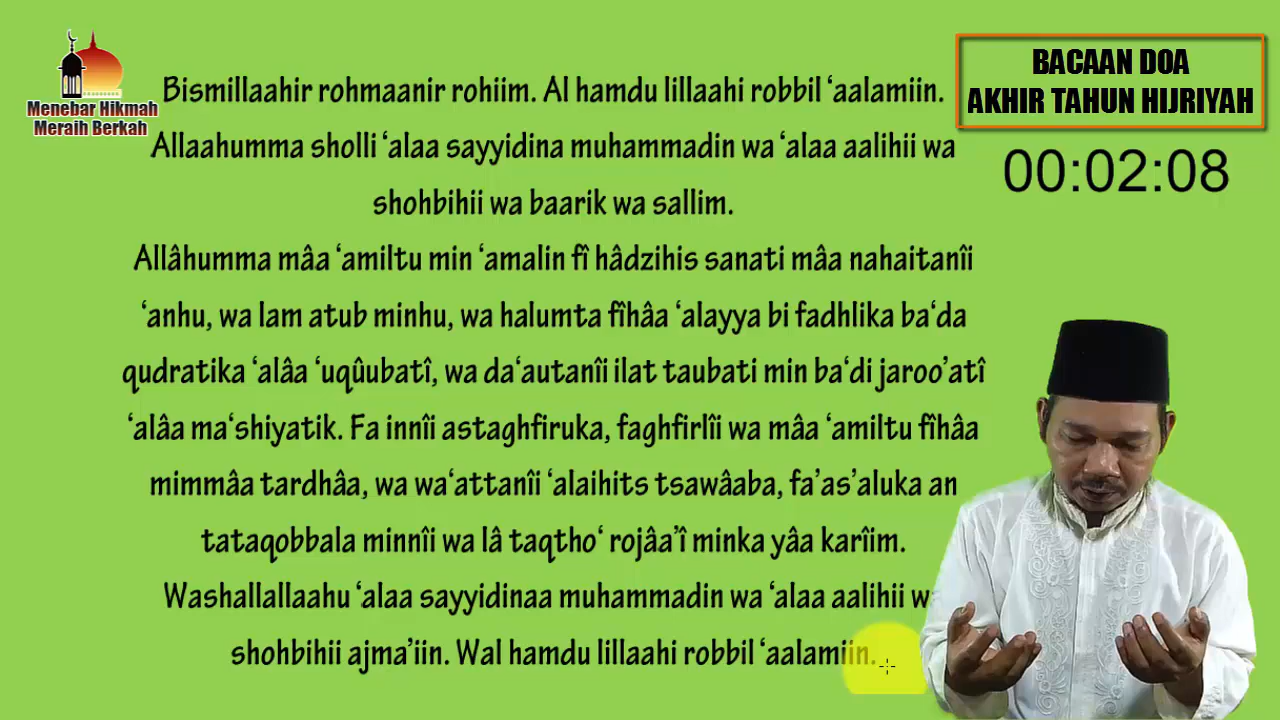 Menebar Hikmah
Meraih Berkah
BACAAN DOA
AKHIR TAHUN HIJRIYAH
00:02:08
Bismillaahir rohmaanir rohiim. Al hamdu lillaahi robbil ‘aalamiin.
Allaahumma sholli ‘alaa sayyidina muhammadin wa ‘alaa aalihii wa
shohbihii wa baarik wa sallim.
Allâhumma mâa ‘amiltu min ‘amalin fî hâdzihis sanati mâa nahaitanîi
‘anhu, wa lam atub minhu, wa halumta fîhâa ‘alayya bi fadhlika ba‘da
qudratika ‘alâa ‘uqûubatî, wa da‘autanîi ilat taubati min ba‘di jaroo’atî
‘alâa ma‘shiyatik. Fa innîi astaghfiruka, faghfirlîi wa mâa ‘amiltu fîhâa
mimmâa tardhâa, wa wa‘attanîi ‘alaihits tsawâaba, fa’as’aluka an
tataqobbala minnîi wa lâ taqtho‘ rojâa’î minka yâa karîim.
Washallallaahu ‘alaa sayyidinaa muhammadin wa ‘alaa aalihii w
shohbihii ajma’iin. Wal hamdu lillaahi robbil ‘aalamiin.